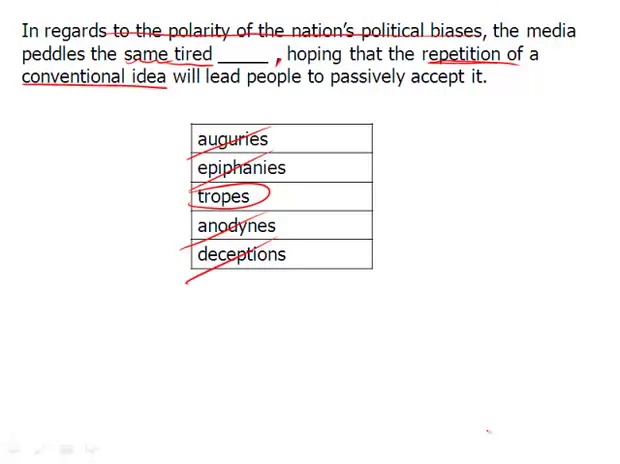 In regards to the polarity of the nation's political biases, the media
peddles the same tired _____ , hoping that the repetition of a
conventional idea will lead people to passively accept it.
auguries
epiphanies
tropes
anodynes
deceptions